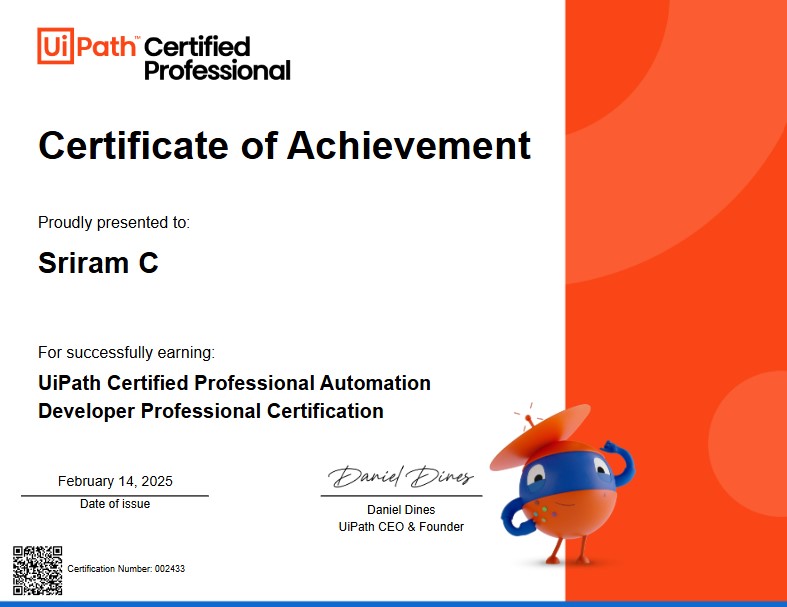 UiPath™ Certified
Professional
Certificate of Achievement
Proudly presented to:
Sriram C
For successfully earning:
UiPath Certified Professional Automation
Developer Professional Certification
February 14, 2025
Date of issue
Daniel Dines
Daniel Dines
UiPath CEO & Founder
Certification Number: 002433